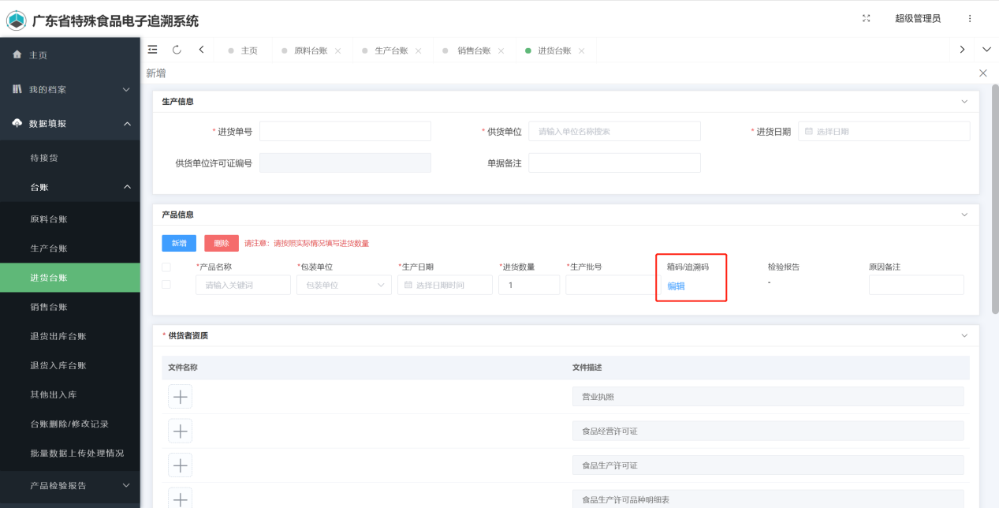 广东省特殊食品电子追溯系统
超级管理员
主页
我的档案
数据填报
待接货
台账
原料台账
生产台账
进货台账
销售台账
退货出库台账
退货入库台账
其他出入库
台账删除/修改记录
批量数据上传处理情况
产品检验报告
主页 原料台账 生产台账 销售台账 进货台账
新增
生产信息
*进货单号 *供货单位 请输入单位名称搜索 *进货日期 选择日期
供货单位许可证编号 单据备注
产品信息
新增 删除 请注意：请按照实际情况填写进货数量
*产品名称 *包装单位 *生产日期 *进货数量 *生产批号 箱码/追溯码 检验报告 原因备注
请输入关键词 包装单位 选择日期时间 1 编辑 -
*供货者资质
文件名称 文件描述
营业执照
食品经营许可证
食品生产许可证
食品生产许可品种明细表